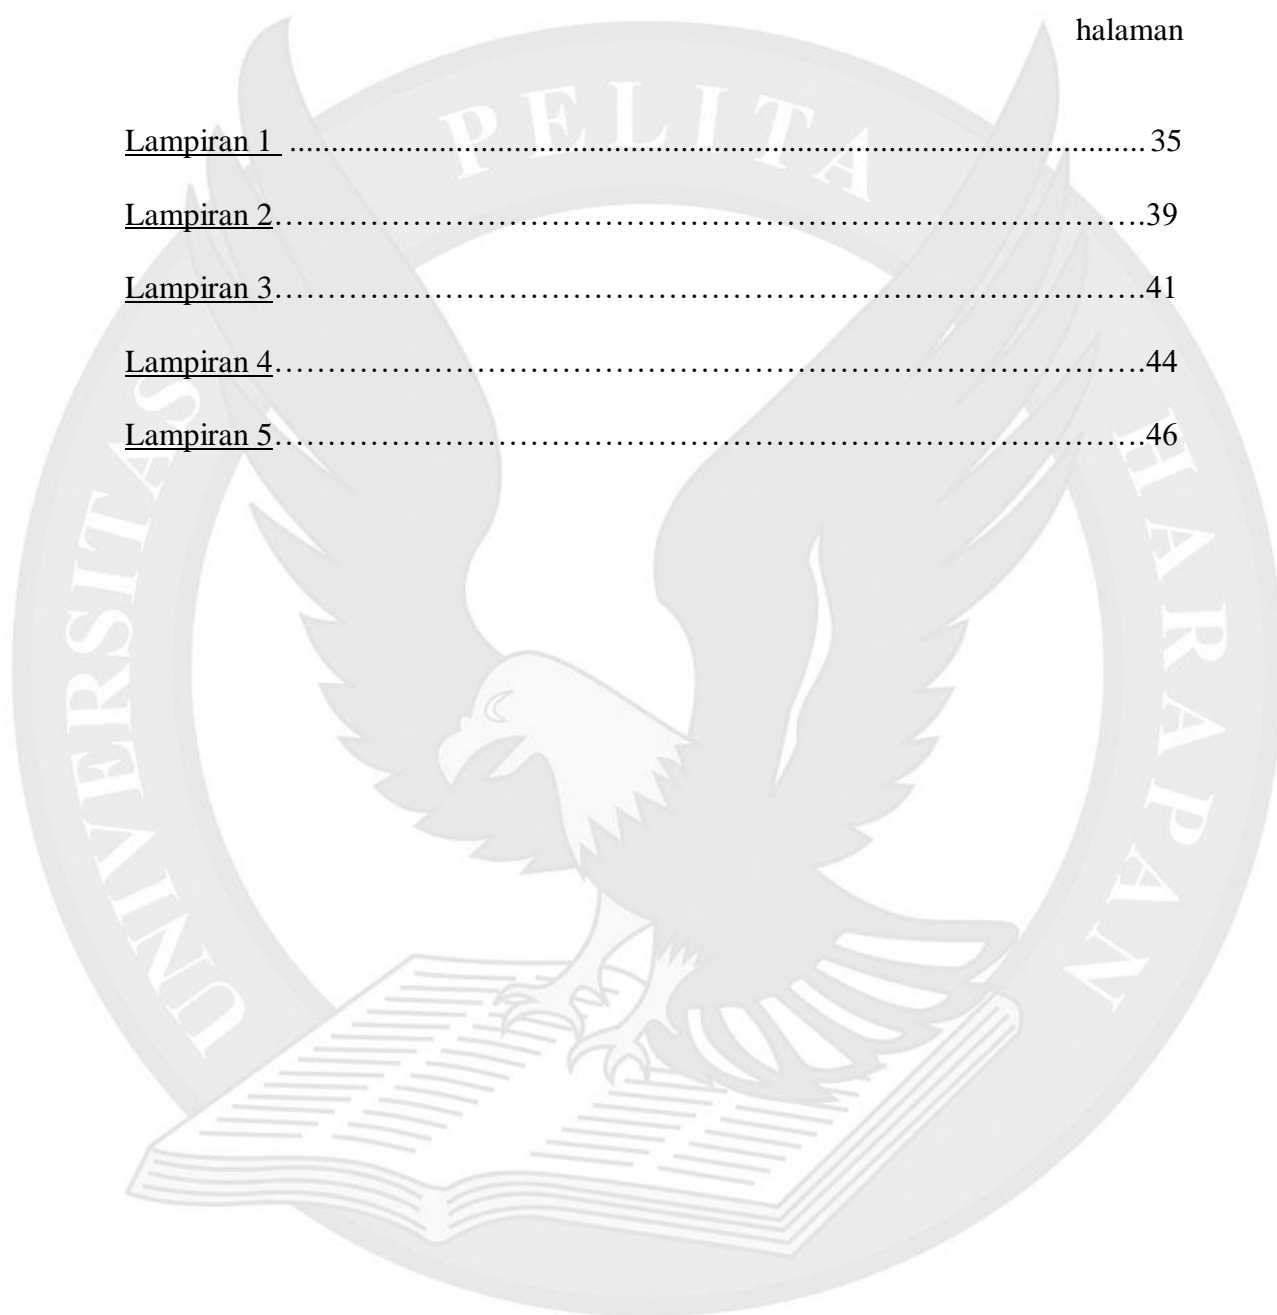 halaman
Lampiran 1 ........................................................................................ 35
Lampiran 2……………………………………………………………………….39
Lampiran 3……………………………………………………………………….41
Lampiran 4……………………………………………………………………….44
Lampiran 5……………………………………………………………………….46
UNIVERSITAS PELITA HARAPAN